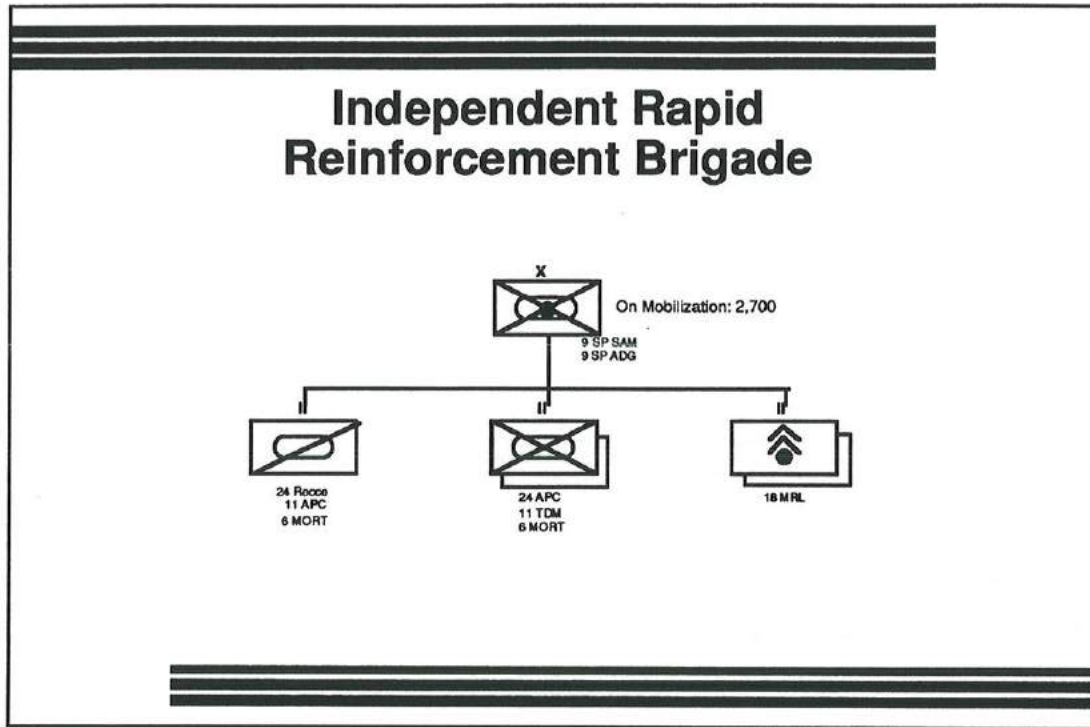 Independent Rapid
Reinforcement Brigade
X
On Mobilization: 2,700
9 SP SAM
9 SP ADG
II
24 Recce
11 APC
6 MORT
II
24 APC
11 TDM
6 MORT
II
18 MRL